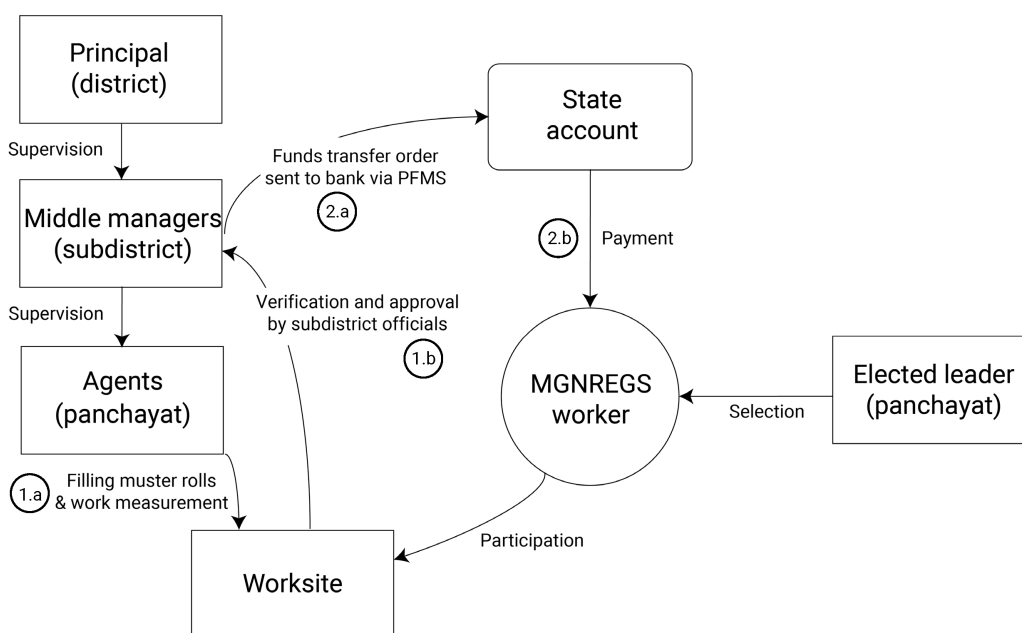 Principal
(district)
Supervision
Middle managers
(subdistrict)
Supervision
Agents
(panchayat)
1.a
Filling muster rolls
& work measurement
Worksite
Funds transfer order
sent to bank via PFMS
2.a
Verification and approval
by subdistrict officials
1.b
State
account
2.b
Payment
MGNREGS
worker
Participation
Selection
Elected leader
(panchayat)